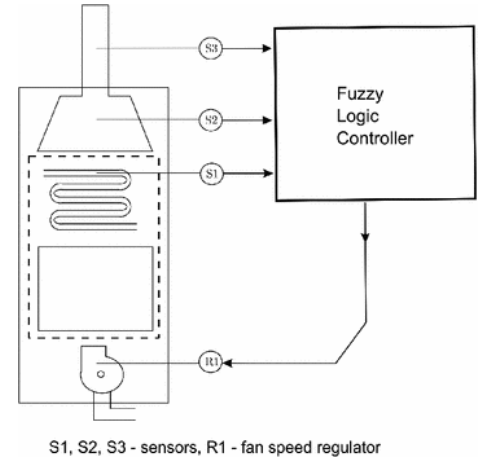 S3
Fuzzy
Logic
Controller
S2
S1
R1
S1, S2, S3 - sensors, R1 - fan speed regulator